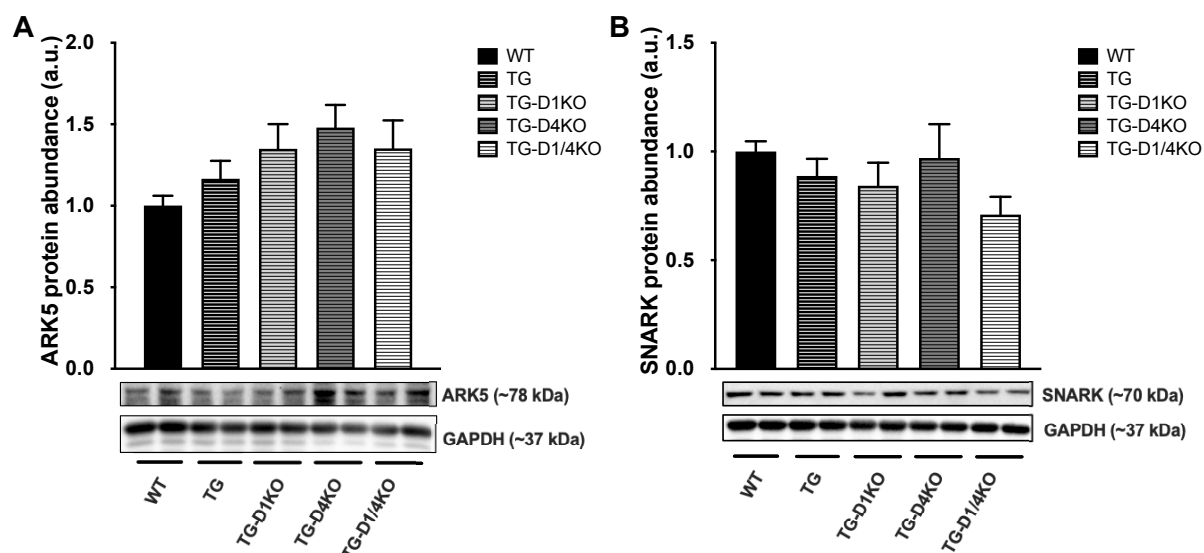 A
ARK5 protein abundance (a.u.)
2.0
1.5
1.0
1.0
0.0
WT
TG
TG-D1KO
TG-D4KO
TG-D1/4KO
ARK5 (~78 kDa)
GAPDH (~37 kDa)
WT
TG
TG-D1KO
TG-D4KO
TG-D1/4KO
B
SNARK protein abundance (a.u.)
1.5
1.0
0.5
0.0
WT
TG
TG-D1KO
TG-D4KO
TG-D1/4KO
SNARK (~70 kDa)
GAPDH (~37 kDa)
WT
TG
TG-D1KO
TG-D4KO
TG-D1/4KO